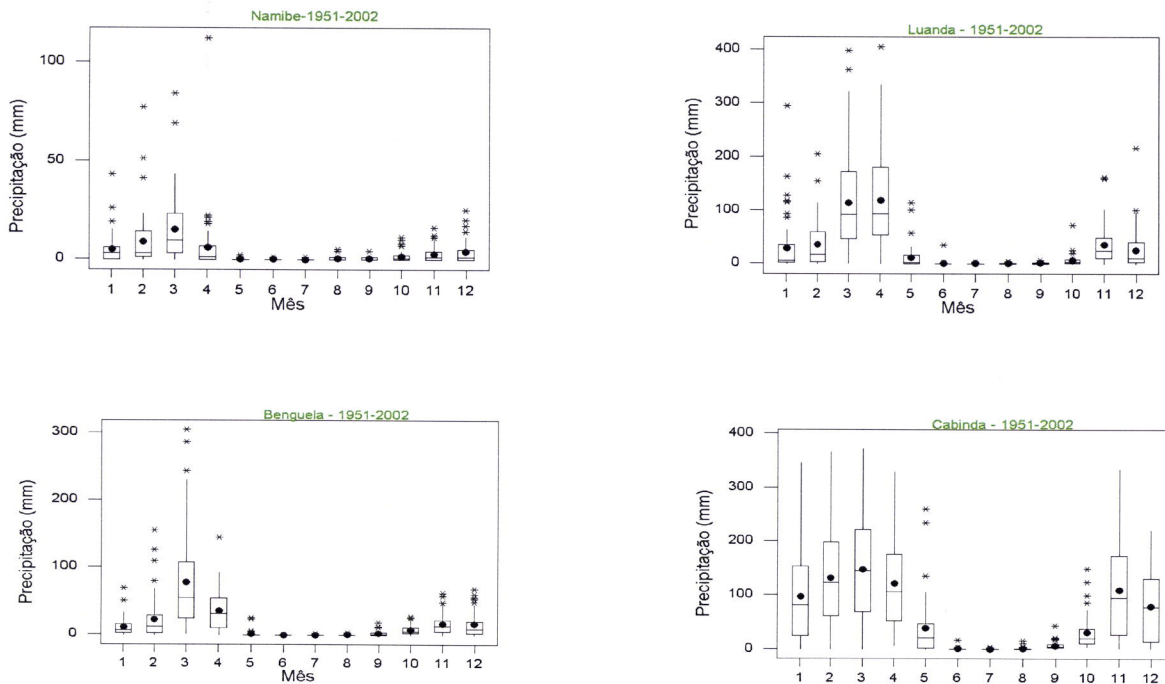 Namibe-1951-2002
Precipitação (mm)
100
50
0
1 2 3 4 5 6 7 8 9 10 11 12
Mês
Luanda - 1951-2002
Precipitação (mm)
400
300
200
100
0
1 2 3 4 5 6 7 8 9 10 11 12
Mês
Benguela - 1951-2002
Precipitação (mm)
300
200
100
0
1 2 3 4 5 6 7 8 9 10 11 12
Mês
Cabinda - 1951-2002
Precipitação (mm)
400
300
200
100
0
1 2 3 4 5 6 7 8 9 10 11 12